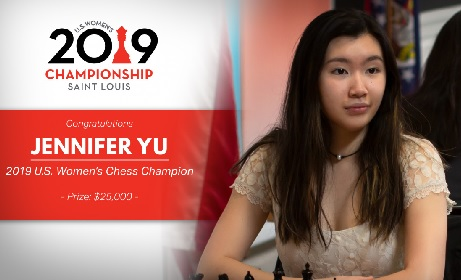 U.S. WOMEN'S
2019
CHAMPIONSHIP
SAINT LOUIS
Congratulations
JENNIFER YU
2019 U.S. Women's Chess Champion
- Prize: $25,000 -